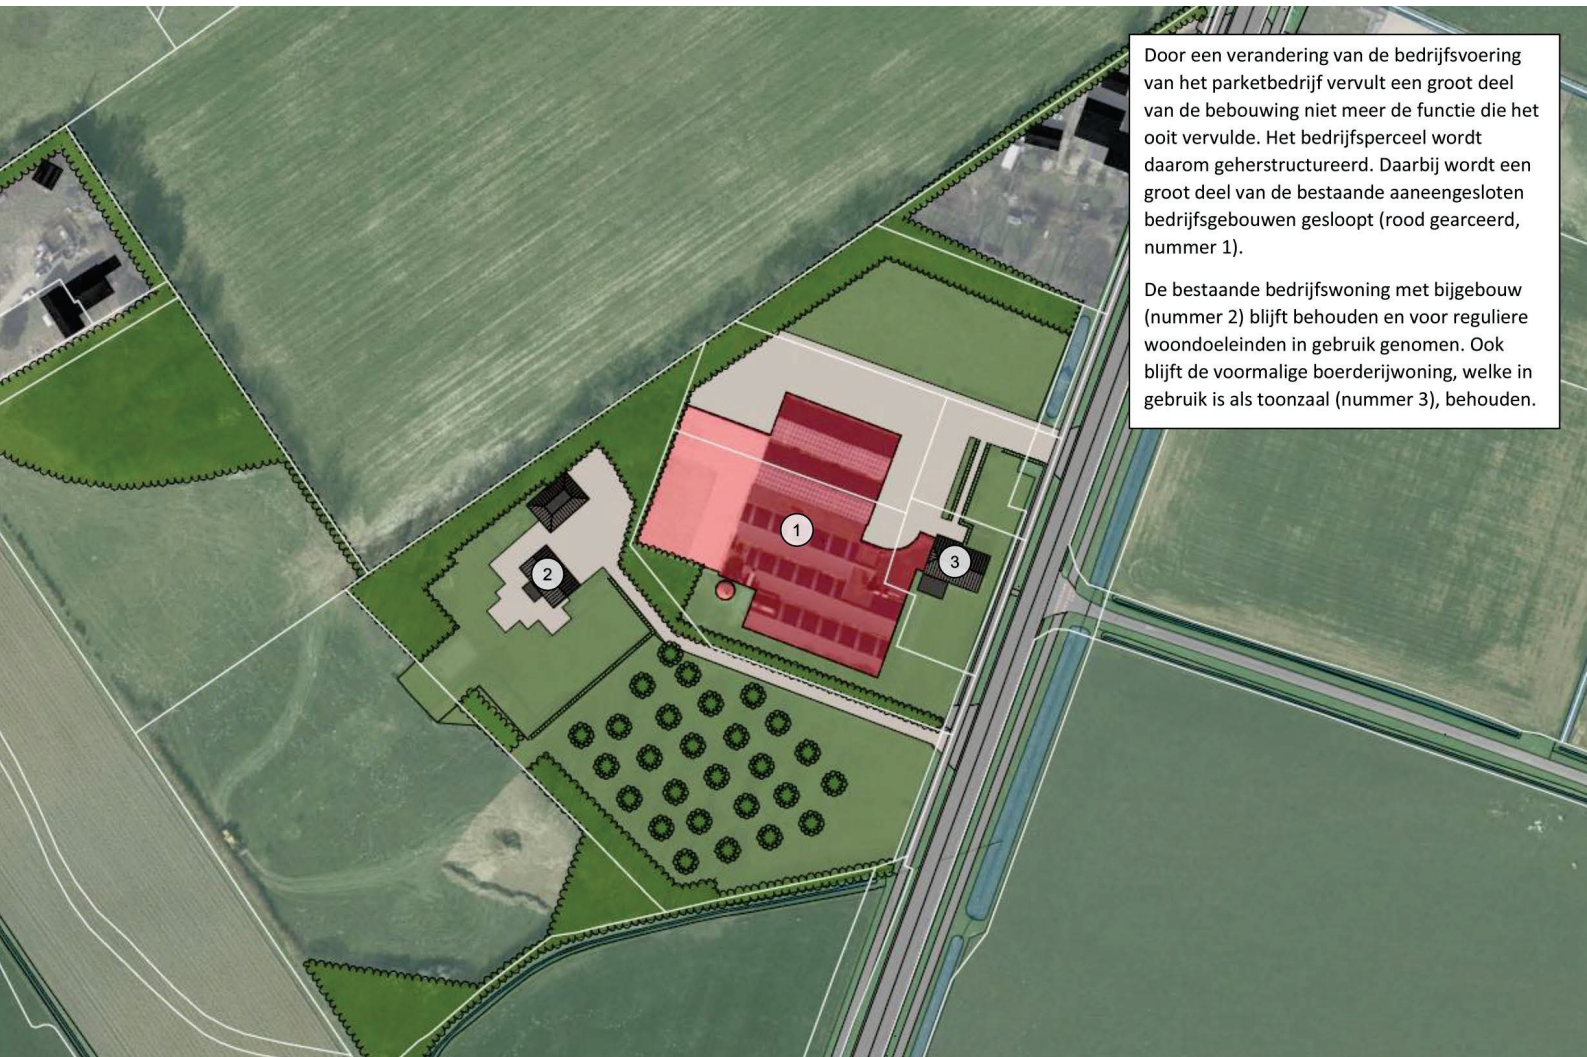 Door een verandering van de bedrijfsvoering
van het parketbedrijf vervult een groot deel
van de bebouwing niet meer de functie die het
ooit vervulde. Het bedrijfsperceel wordt
daarom geherstructureerd. Daarbij wordt een
groot deel van de bestaande aaneengesloten
bedrijfsgebouwen gesloopt (rood gearceerd,
nummer 1).
De bestaande bedrijfswoning met bijgebouw
(nummer 2) blijft behouden en voor reguliere
woondoeleinden in gebruik genomen. Ook
blijft de voormalige boerderijwoning, welke in
gebruik is als toonzaal (nummer 3), behouden.
1
3
2